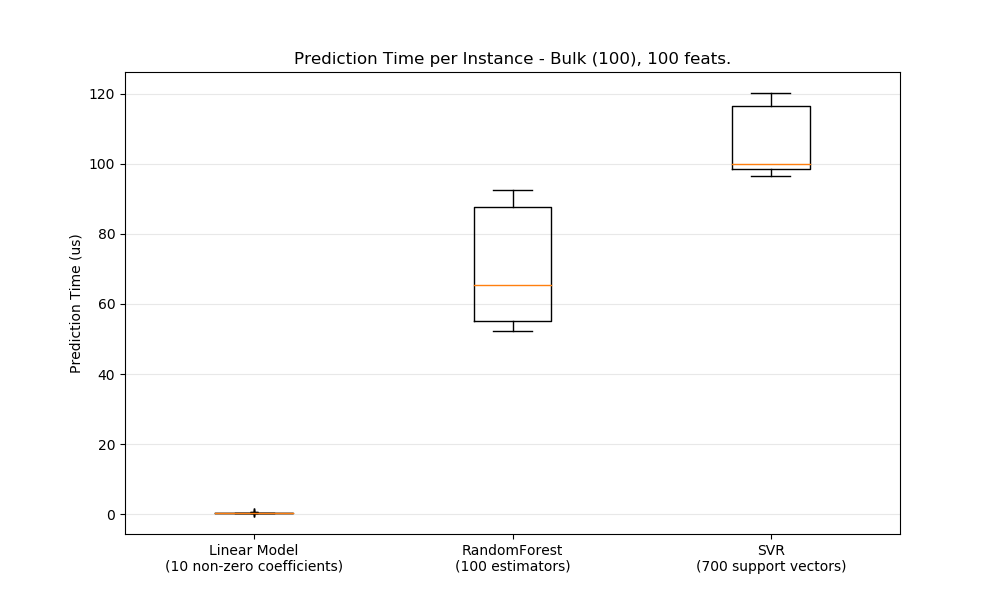 Prediction Time per Instance - Bulk (100), 100 feats.
Prediction Time (us)
120
100
80
60
40
20
0
Linear Model
(10 non-zero coefficients)
RandomForest
(100 estimators)
SVR
(700 support vectors)